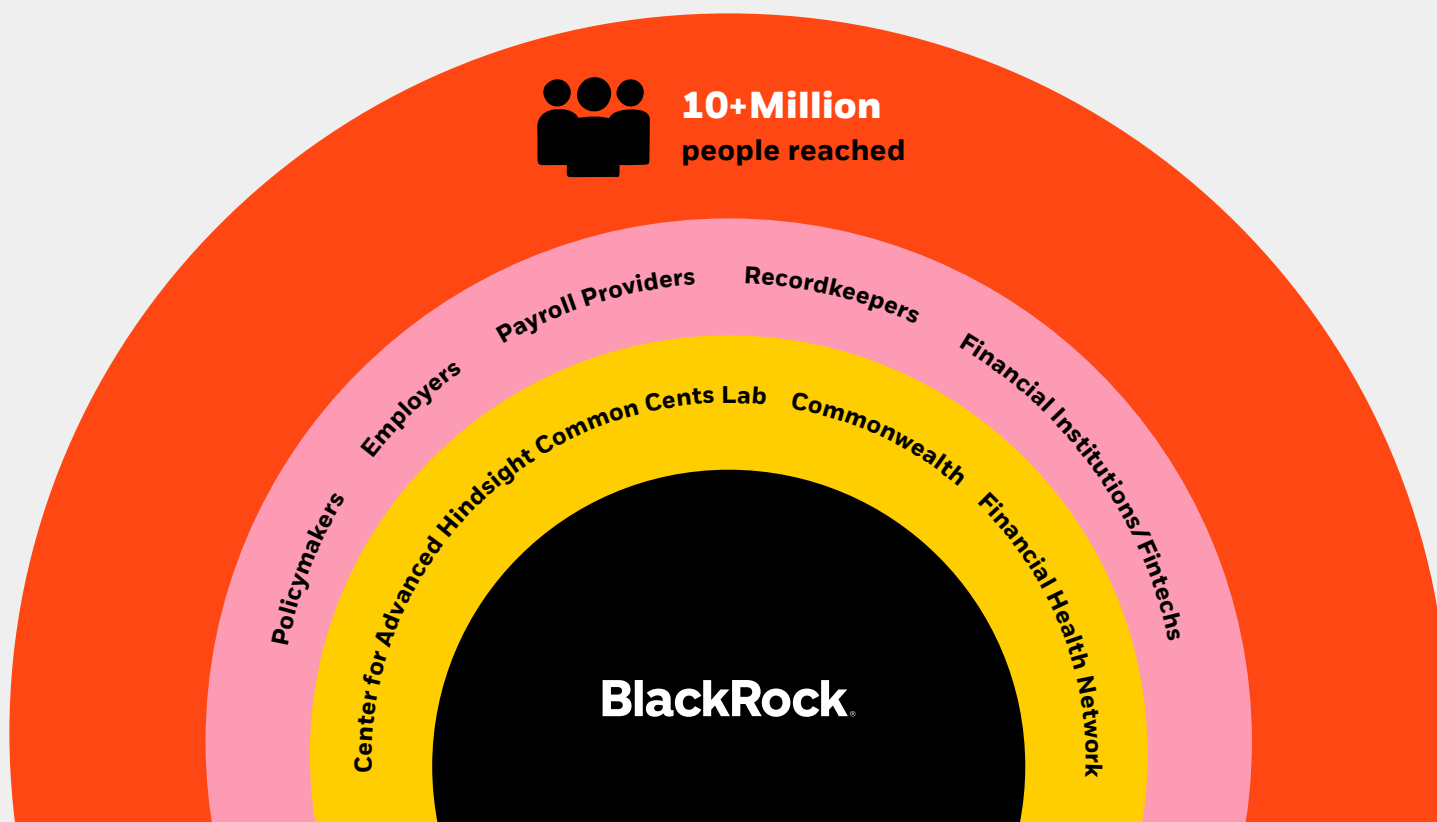 10+Million
people reached
Policymakers
Employers
Payroll Providers
Recordkeepers
Financial Institutions/Fintechs
Center for Advanced Hindsight Common Cents Lab
Commonwealth
Financial Health Network
BlackRock®